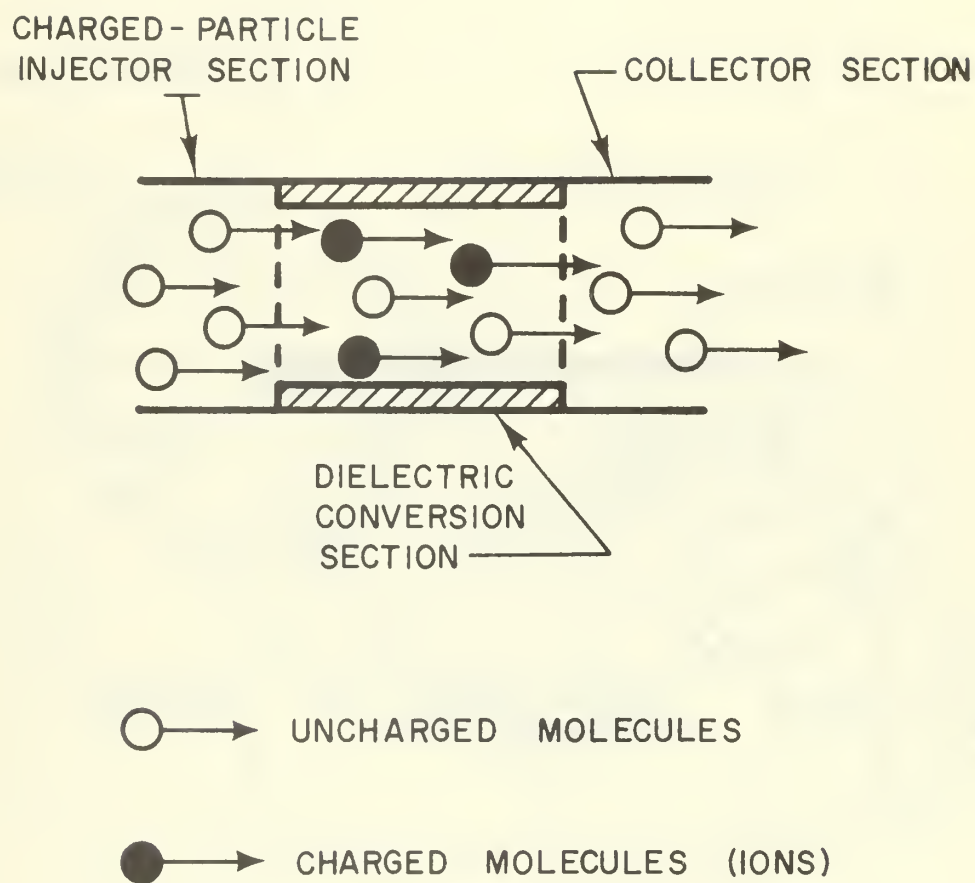 CHARGED-PARTICLE
INJECTOR SECTION
COLLECTOR SECTION
DIELECTRIC
CONVERSION
SECTION
UNCHARGED MOLECULES
CHARGED MOLECULES (IONS)